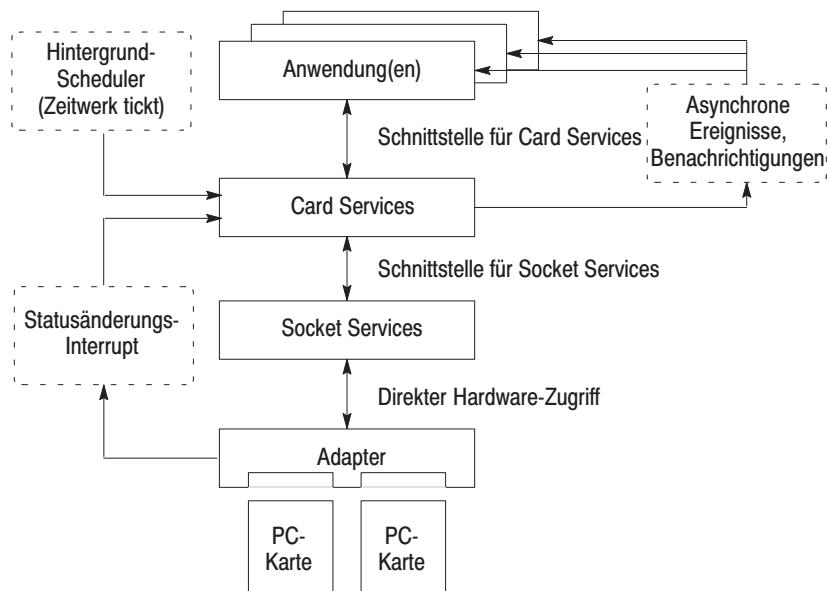 Hintergrund-
Scheduler
(Zeitwerk tickt)
Anwendung(en)
Asynchrone
Ereignisse,
Benachrichtigungen
Schnittstelle für Card Services
Card Services
Schnittstelle für Socket Services
Statusänderungs-
Interrupt
Socket Services
Direkter Hardware-Zugriff
Adapter
PC-
Karte
PC-
Karte